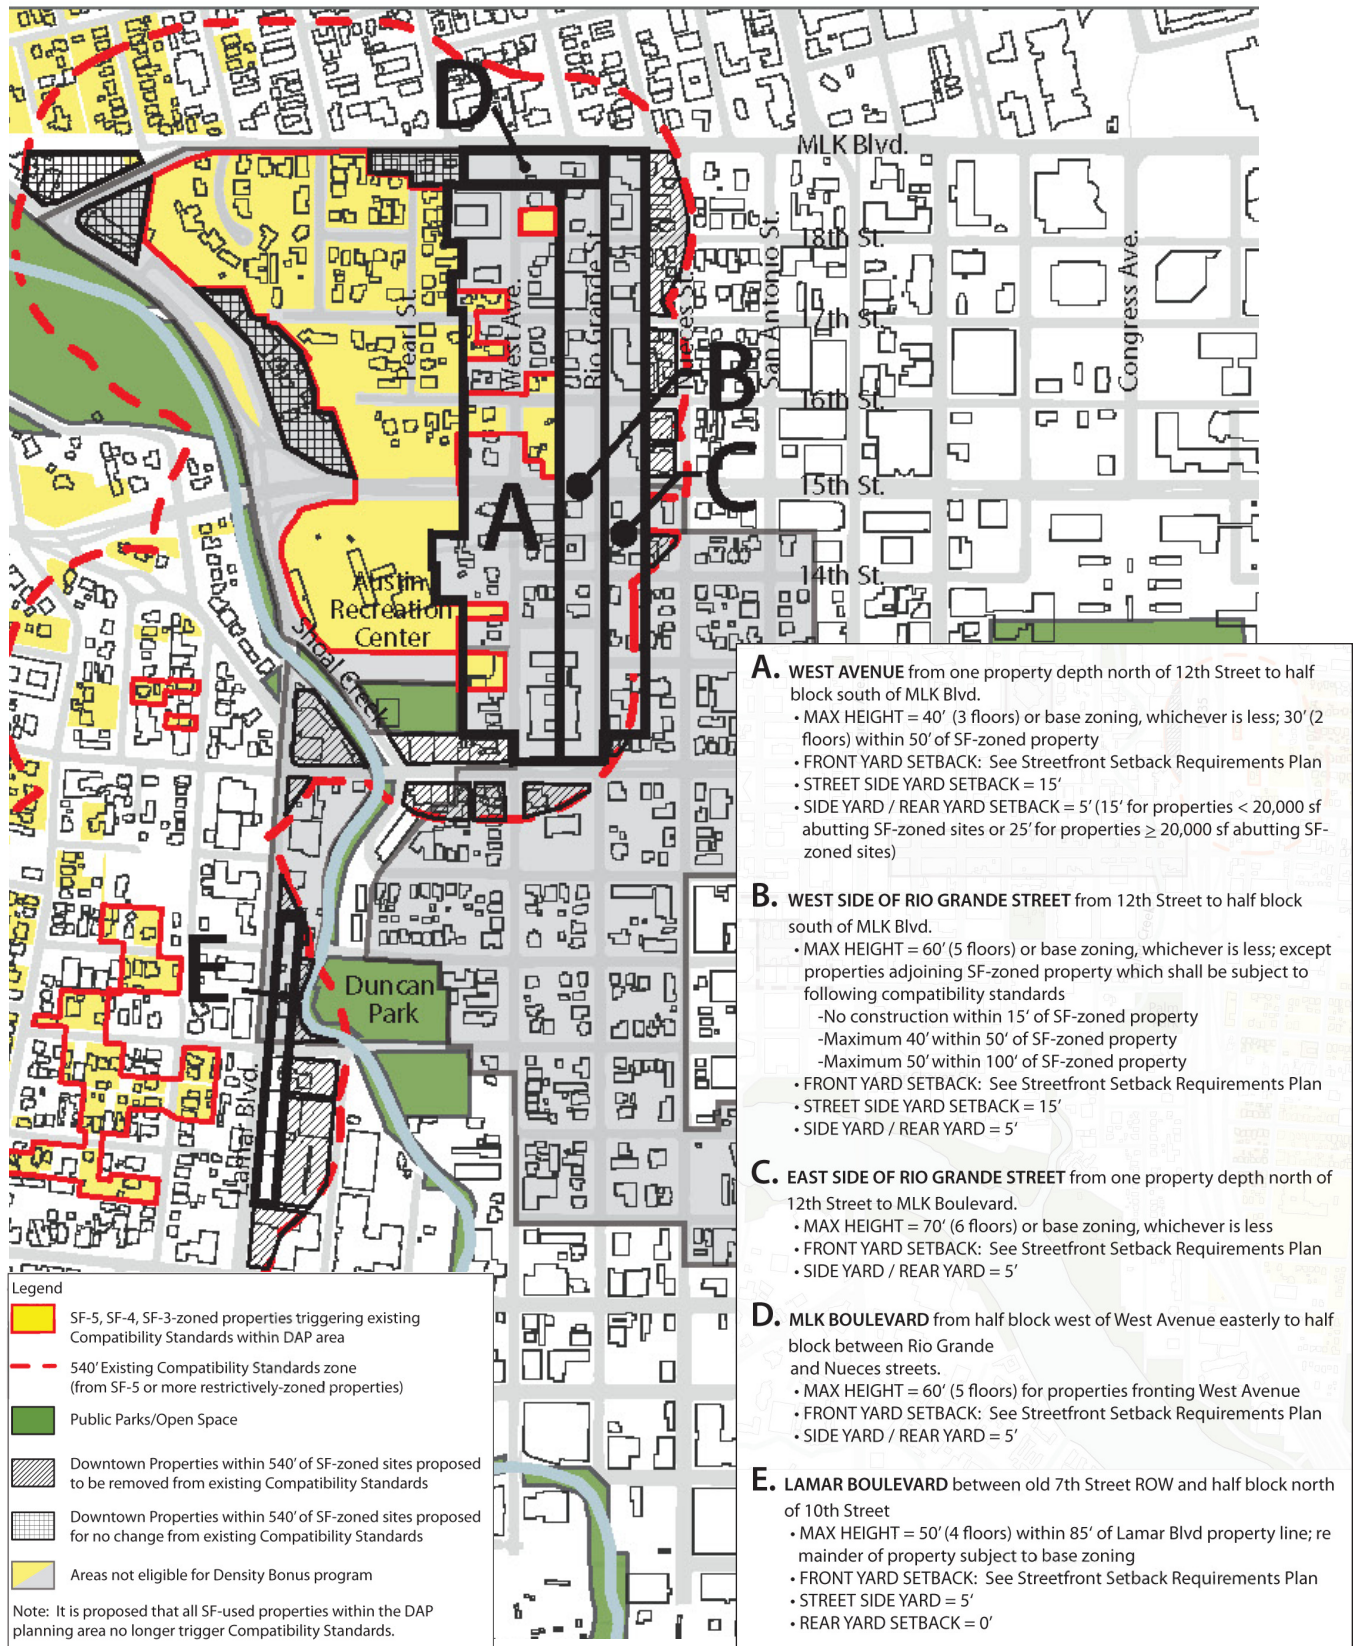 D
MLK Blvd.
18th St.
17th St.
16th St.
15th St.
14th St.
Pearl St.
West Ave.
Rio Grande St
Nueces St.
San Antonio St.
Congress Ave.
B
C
A
Austin
Recreation
Center
Shoal Creek
E
Duncan
Park
Lamar Blvd.
A. WEST AVENUE from one property depth north of 12th Street to half
block south of MLK Blvd.
• MAX HEIGHT = 40' (3 floors) or base zoning, whichever is less; 30' (2
floors) within 50' of SF-zoned property
• FRONT YARD SETBACK: See Streetfront Setback Requirements Plan
• STREET SIDE YARD SETBACK = 15'
• SIDE YARD / REAR YARD SETBACK = 5' (15' for properties < 20,000 sf
abutting SF-zoned sites or 25' for properties ≥ 20,000 sf abutting SF-
zoned sites)
B. WEST SIDE OF RIO GRANDE STREET from 12th Street to half block
south of MLK Blvd.
• MAX HEIGHT = 60' (5 floors) or base zoning, whichever is less; except
properties adjoining SF-zoned property which shall be subject to
following compatibility standards
-No construction within 15' of SF-zoned property
-Maximum 40' within 50' of SF-zoned property
-Maximum 50' within 100' of SF-zoned property
• FRONT YARD SETBACK: See Streetfront Setback Requirements Plan
• STREET SIDE YARD SETBACK = 15'
• SIDE YARD / REAR YARD = 5'
C. EAST SIDE OF RIO GRANDE STREET from one property depth north of
12th Street to MLK Boulevard.
• MAX HEIGHT = 70' (6 floors) or base zoning, whichever is less
• FRONT YARD SETBACK: See Streetfront Setback Requirements Plan
• SIDE YARD / REAR YARD = 5'
D. MLK BOULEVARD from half block west of West Avenue easterly to half
block between Rio Grande
and Nueces streets.
• MAX HEIGHT = 60' (5 floors) for properties fronting West Avenue
• FRONT YARD SETBACK: See Streetfront Setback Requirements Plan
• SIDE YARD / REAR YARD = 5'
E. LAMAR BOULEVARD between old 7th Street ROW and half block north
of 10th Street
• MAX HEIGHT = 50' (4 floors) within 85' of Lamar Blvd property line; re
mainder of property subject to base zoning
• FRONT YARD SETBACK: See Streetfront Setback Requirements Plan
• STREET SIDE YARD = 5'
• REAR YARD SETBACK = 0'
Legend
SF-5, SF-4, SF-3-zoned properties triggering existing
Compatibility Standards within DAP area
540' Existing Compatibility Standards zone
(from SF-5 or more restrictively-zoned properties)
Public Parks/Open Space
Downtown Properties within 540' of SF-zoned sites proposed
to be removed from existing Compatibility Standards
Downtown Properties within 540' of SF-zoned sites proposed
for no change from existing Compatibility Standards
Areas not eligible for Density Bonus program
Note: It is proposed that all SF-used properties within the DAP
planning area no longer trigger Compatibility Standards.